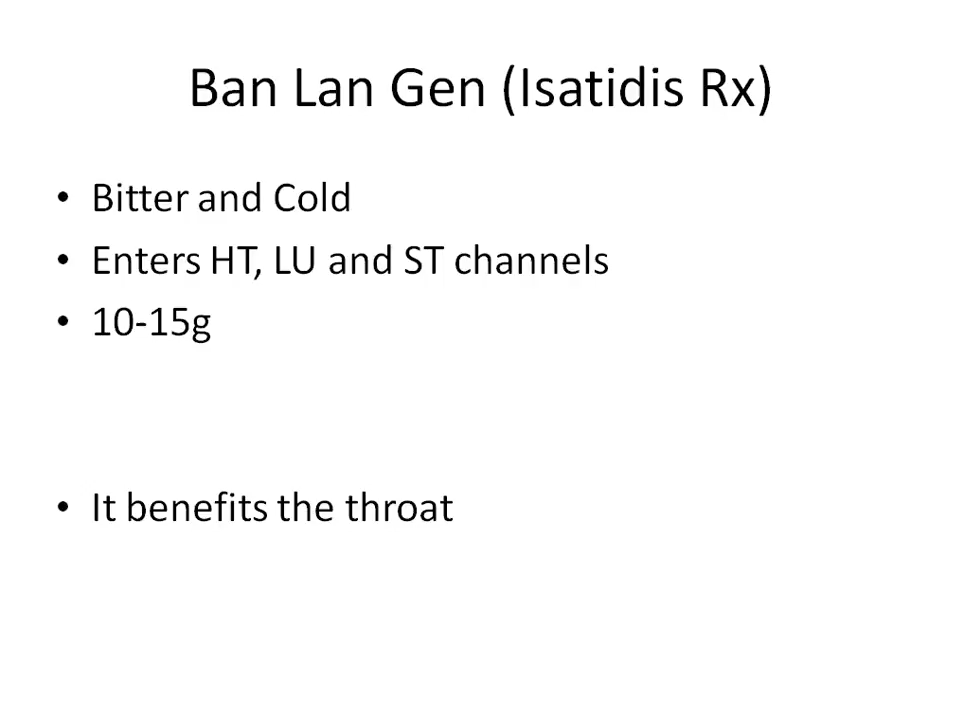 Ban Lan Gen (Isatidis Rx)
• Bitter and Cold
• Enters HT, LU and ST channels
• 10-15g
• It benefits the throat